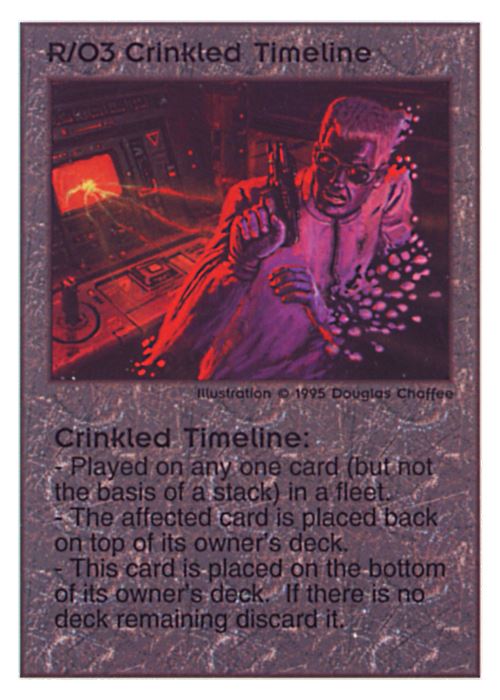 R/O3 Crinkled Timeline
Illustration © 1995 Douglas Chaffee
Crinkled Timeline:
- Played on any one card (but not
the basis of a stack) in a fleet.
- The affected card is placed back
on top of its owner's deck.
- This card is placed on the bottom
of its owner's deck.  If there is no
deck remaining discard it.